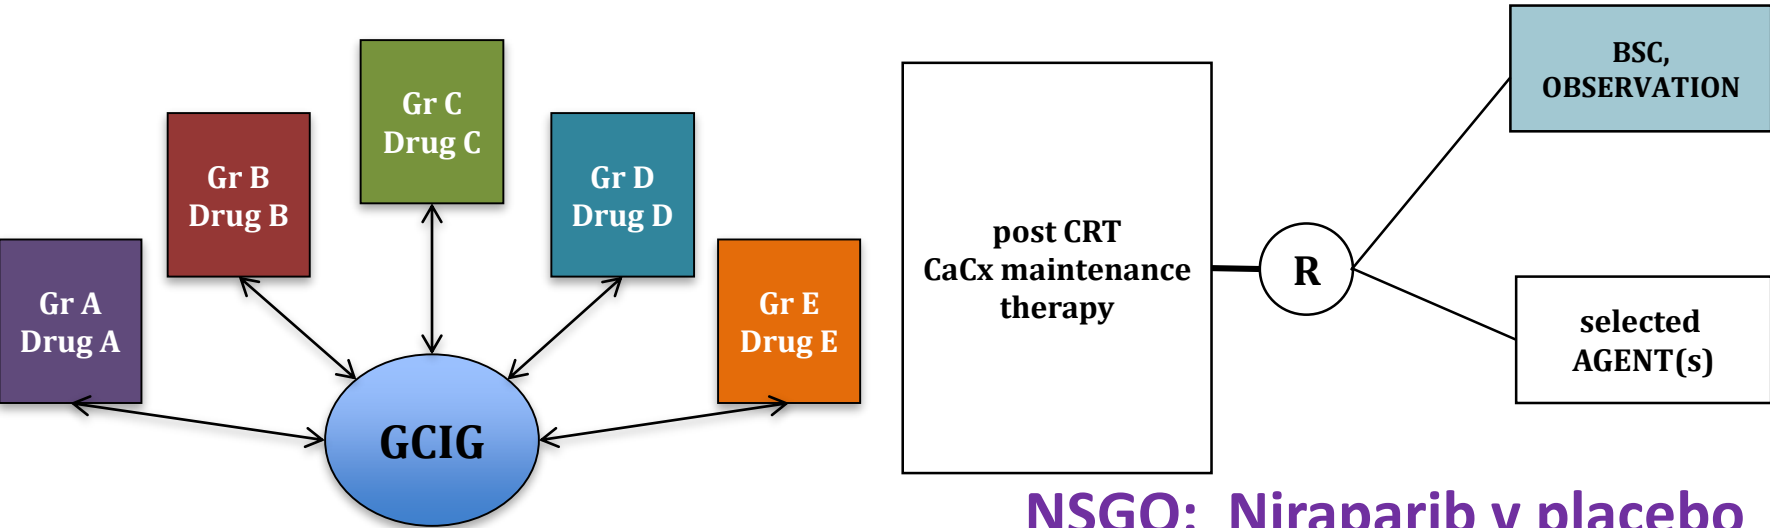 Gr A
Drug A
Gr B
Drug B
Gr C
Drug C
Gr D
Drug D
Gr E
Drug E
GCIG
post CRT
CaCx maintenance
therapy
R
BSC,
OBSERVATION
selected
AGENT(s)
NSGO: Niraparib v placebo